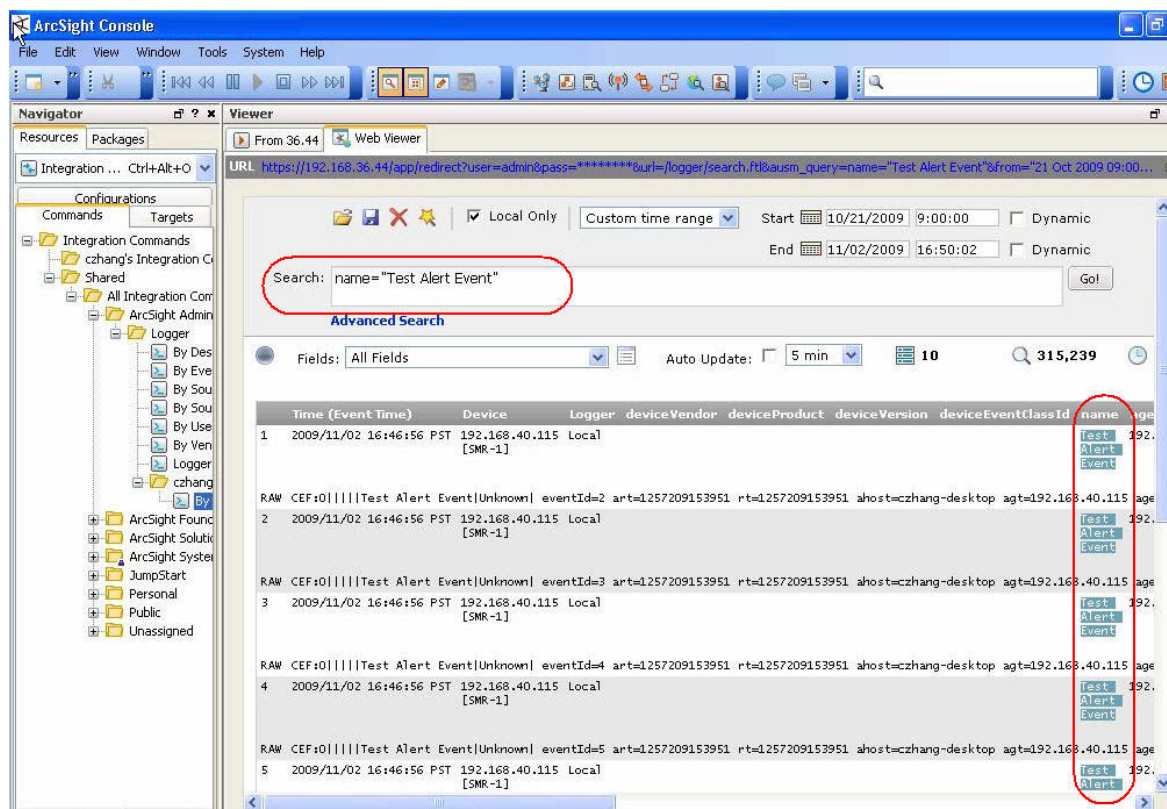 ArcSight Console
File Edit View Window Tools System Help
Navigator
Viewer
Resources Packages
From 36.44 Web Viewer
Integration ... Ctrl+Alt+O
URL https://192.168.36.44/app/redirect?user=admin&pass=********&url=/logger/search.ftl&ausm_query=name="Test Alert Event"&from="21 Oct 2009 09:00...
Configurations
Commands Targets
Integration Commands
czhang's Integration C
Shared
All Integration Com
ArcSight Admin
Logger
By Des
By Eve
By Sou
By Sou
By Use
By Ven
Logger
czhang
By
ArcSight Found
ArcSight Soluti
ArcSight Syste
JumpStart
Personal
Public
Unassigned
Local Only Custom time range Start 10/21/2009 9:00:00 Dynamic
End 11/02/2009 16:50:02 Dynamic
Search: name="Test Alert Event" Go!
Advanced Search
Fields: All Fields Auto Update: 5 min 10 315,239
Time (Event Time) Device Logger deviceVendor deviceProduct deviceVersion deviceEventClassId name age
1 2009/11/02 16:46:56 PST 192.168.40.115 Local Test 192.
[SMR-1] Alert
Event
RAW CEF:0|||||Test Alert Event|Unknown| eventId=2 art=1257209153951 rt=1257209153951 ahost=czhang-desktop agt=192.168.40.115 age
2 2009/11/02 16:46:56 PST 192.168.40.115 Local Test 192.
[SMR-1] Alert
Event
RAW CEF:0|||||Test Alert Event|Unknown| eventId=3 art=1257209153951 rt=1257209153951 ahost=czhang-desktop agt=192.168.40.115 age
3 2009/11/02 16:46:56 PST 192.168.40.115 Local Test 192.
[SMR-1] Alert
Event
RAW CEF:0|||||Test Alert Event|Unknown| eventId=4 art=1257209153951 rt=1257209153951 ahost=czhang-desktop agt=192.168.40.115 age
4 2009/11/02 16:46:56 PST 192.168.40.115 Local Test 192.
[SMR-1] Alert
Event
RAW CEF:0|||||Test Alert Event|Unknown| eventId=5 art=1257209153951 rt=1257209153951 ahost=czhang-desktop agt=192.168.40.115 age
5 2009/11/02 16:46:56 PST 192.168.40.115 Local Test 192.
[SMR-1] Alert